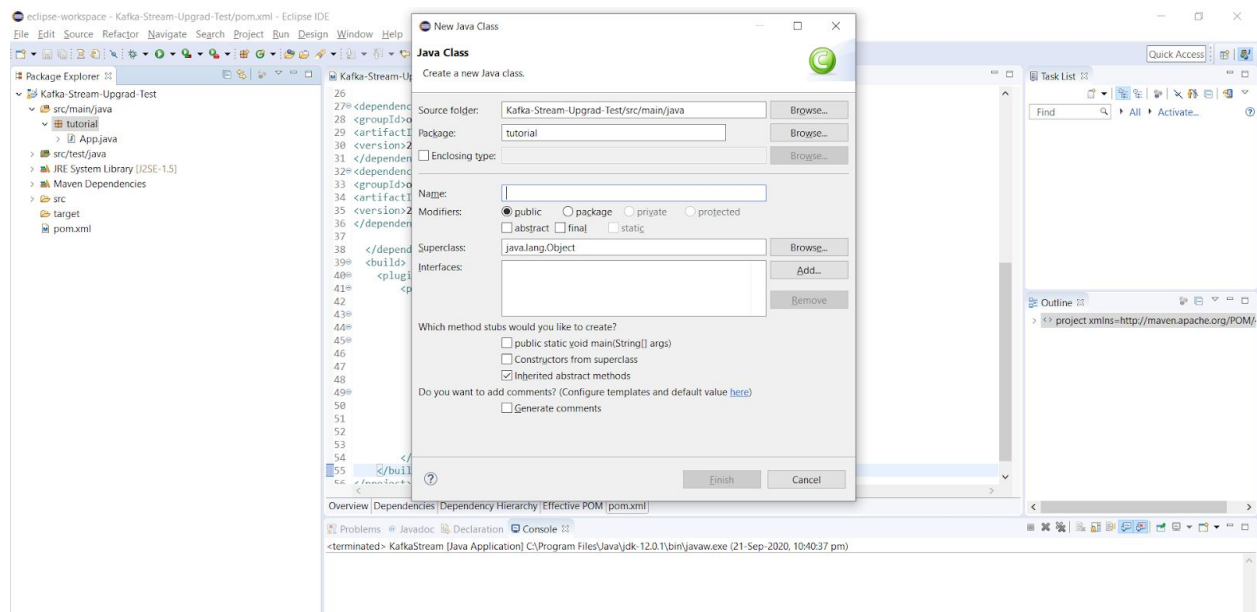 eclipse-workspace - Kafka-Stream-Upgrad-Test/pom.xml - Eclipse IDE
File Edit Source Refactor Navigate Search Project Run Design Window Help
Quick Access
Package Explorer
Kafka-Stream-Upgrad-Test
src/main/java
tutorial
App.java
src/test/java
JRE System Library [J2SE-1.5]
Maven Dependencies
src
target
pom.xml
Kafka-Stream-Up
26
27 <dependenc
28 <groupId>o
29 <artifactI
30 <version>2
31 </dependen
32 <dependenc
33 <groupId>o
34 <artifactI
35 <version>2
36 </dependen
37
38 </depend
39 <build>
40 <plugi
41 <p
42
43
44
45
46
47
48
49
50
51
52
53
54 </
55 </buil
56 </project>
Overview Dependencies Dependency Hierarchy Effective POM pom.xml
New Java Class
Java Class
Create a new Java class.
Source folder: Kafka-Stream-Upgrad-Test/src/main/java Browse...
Package: tutorial Browse...
Enclosing type: Browse...
Name:
Modifiers: public package private protected
abstract final static
Superclass: java.lang.Object Browse...
Interfaces: Add...
Remove
Which method stubs would you like to create?
public static void main(String[] args)
Constructors from superclass
Inherited abstract methods
Do you want to add comments? (Configure templates and default value here)
Generate comments
Finish Cancel
Task List
Find All Activate...
Outline
project xmlns=http://maven.apache.org/POM/
Problems Javadoc Declaration Console
<terminated> KafkaStream [Java Application] C:\Program Files\Java\jdk-12.0.1\bin\javaw.exe (21-Sep-2020, 10:40:37 pm)